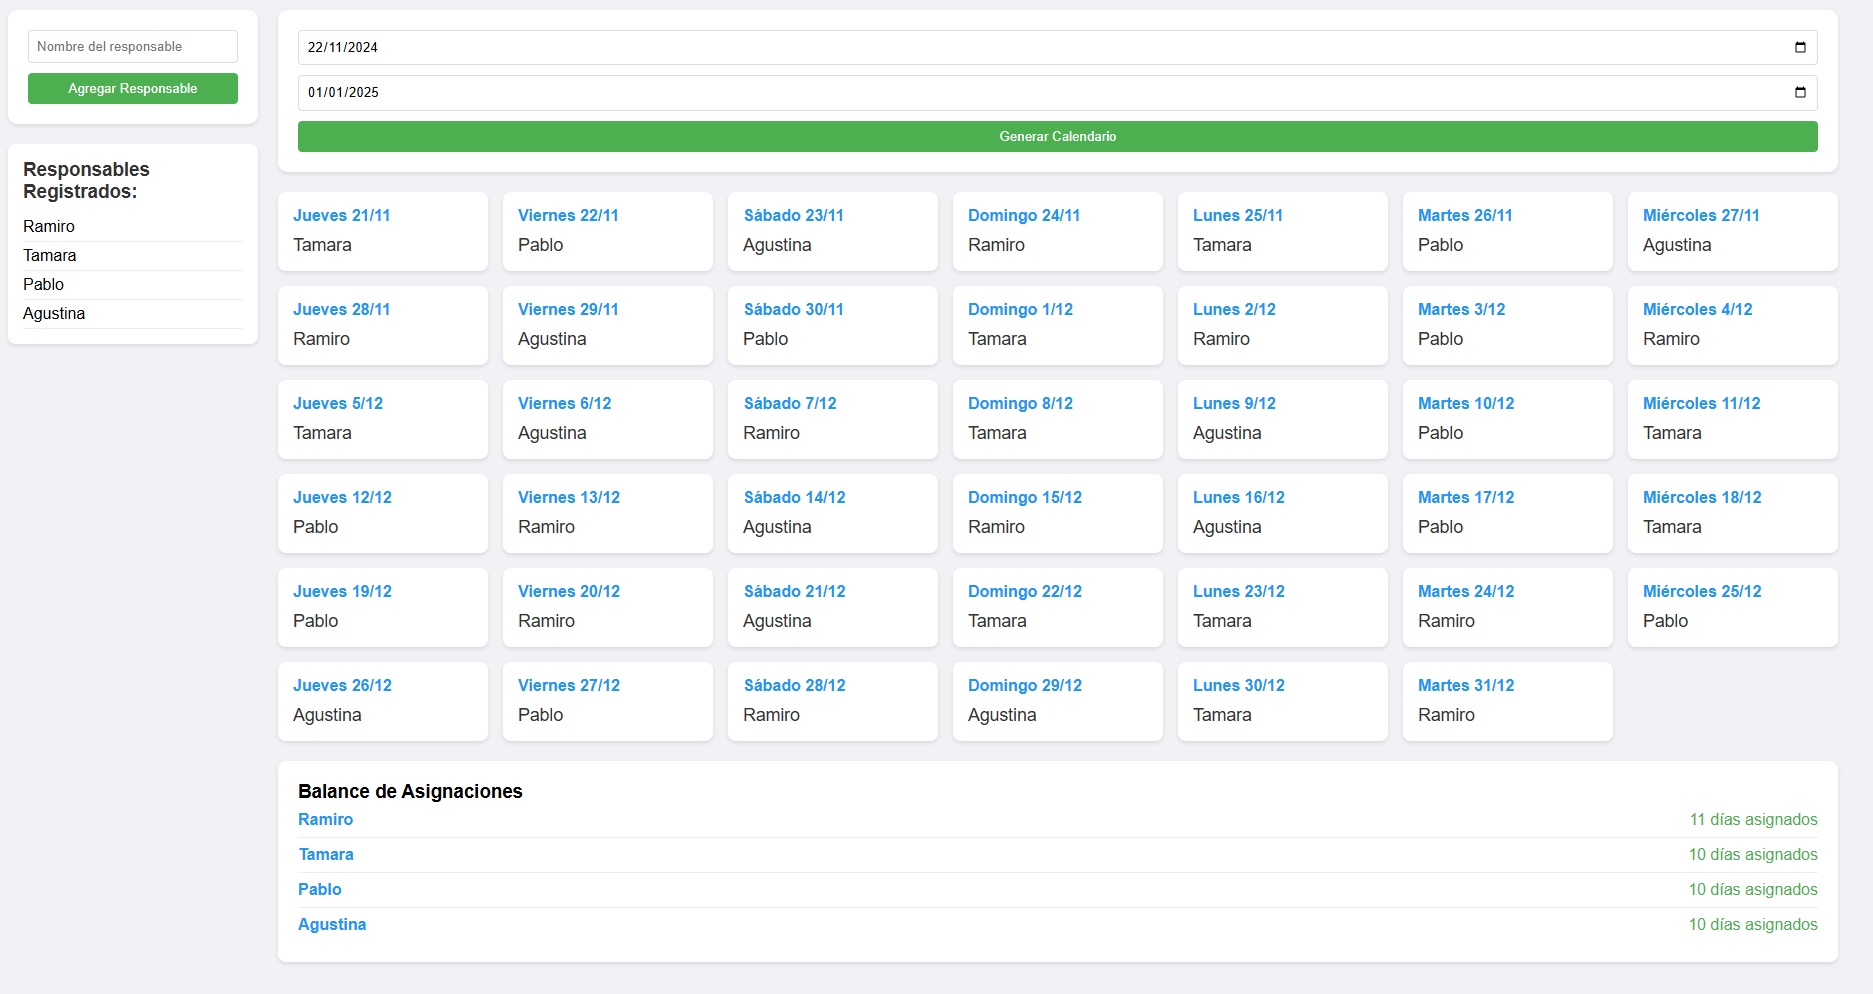 Nombre del responsable
Agregar Responsable
Responsables
Registrados:
Ramiro
Tamara
Pablo
Agustina
22/11/2024
01/01/2025
Generar Calendario
Jueves 21/11
Tamara
Viernes 22/11
Pablo
Sábado 23/11
Agustina
Domingo 24/11
Ramiro
Lunes 25/11
Tamara
Martes 26/11
Pablo
Miércoles 27/11
Agustina
Jueves 28/11
Ramiro
Viernes 29/11
Agustina
Sábado 30/11
Pablo
Domingo 1/12
Tamara
Lunes 2/12
Ramiro
Martes 3/12
Pablo
Miércoles 4/12
Ramiro
Jueves 5/12
Tamara
Viernes 6/12
Agustina
Sábado 7/12
Ramiro
Domingo 8/12
Tamara
Lunes 9/12
Agustina
Martes 10/12
Pablo
Miércoles 11/12
Tamara
Jueves 12/12
Pablo
Viernes 13/12
Ramiro
Sábado 14/12
Agustina
Domingo 15/12
Ramiro
Lunes 16/12
Agustina
Martes 17/12
Pablo
Miércoles 18/12
Tamara
Jueves 19/12
Pablo
Viernes 20/12
Ramiro
Sábado 21/12
Agustina
Domingo 22/12
Tamara
Lunes 23/12
Tamara
Martes 24/12
Ramiro
Miércoles 25/12
Pablo
Jueves 26/12
Agustina
Viernes 27/12
Pablo
Sábado 28/12
Ramiro
Domingo 29/12
Agustina
Lunes 30/12
Tamara
Martes 31/12
Ramiro
Balance de Asignaciones
Ramiro 11 días asignados
Tamara 10 días asignados
Pablo 10 días asignados
Agustina 10 días asignados